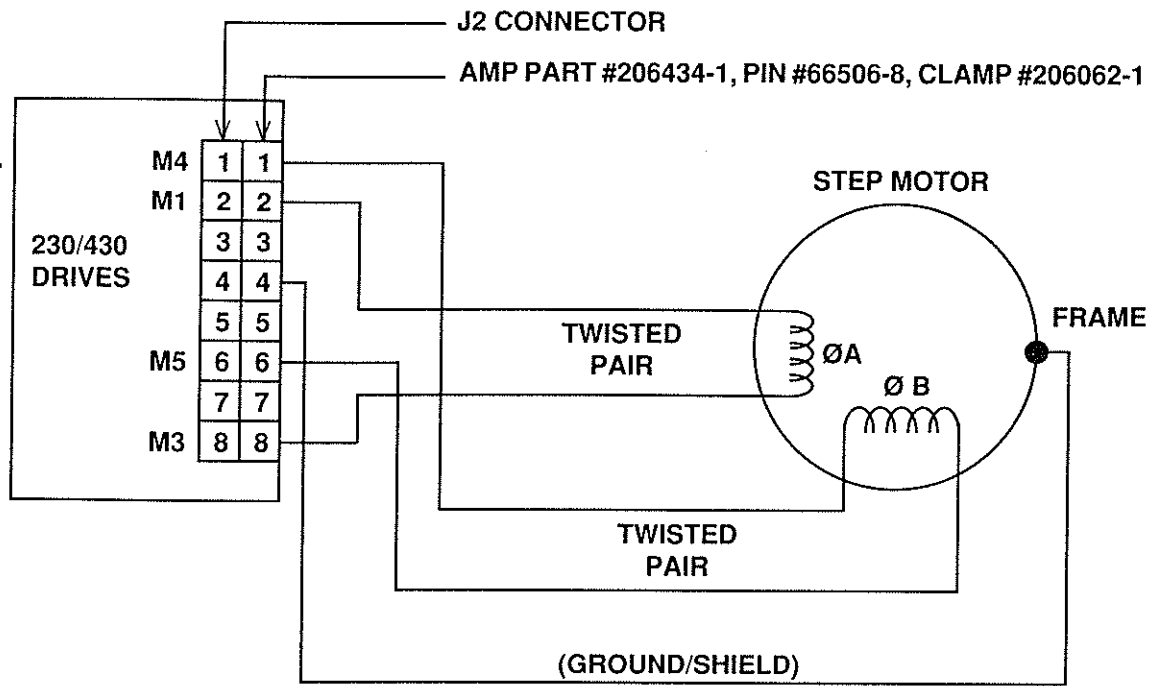 J2 CONNECTOR
AMP PART #206434-1, PIN #66506-8, CLAMP #206062-1
M4 1 1
M1 2 2
3 3
230/430
DRIVES
4 4
5 5
M5 6 6
7 7
M3 8 8
STEP MOTOR
FRAME
TWISTED
PAIR
ØA
Ø B
TWISTED
PAIR
(GROUND/SHIELD)